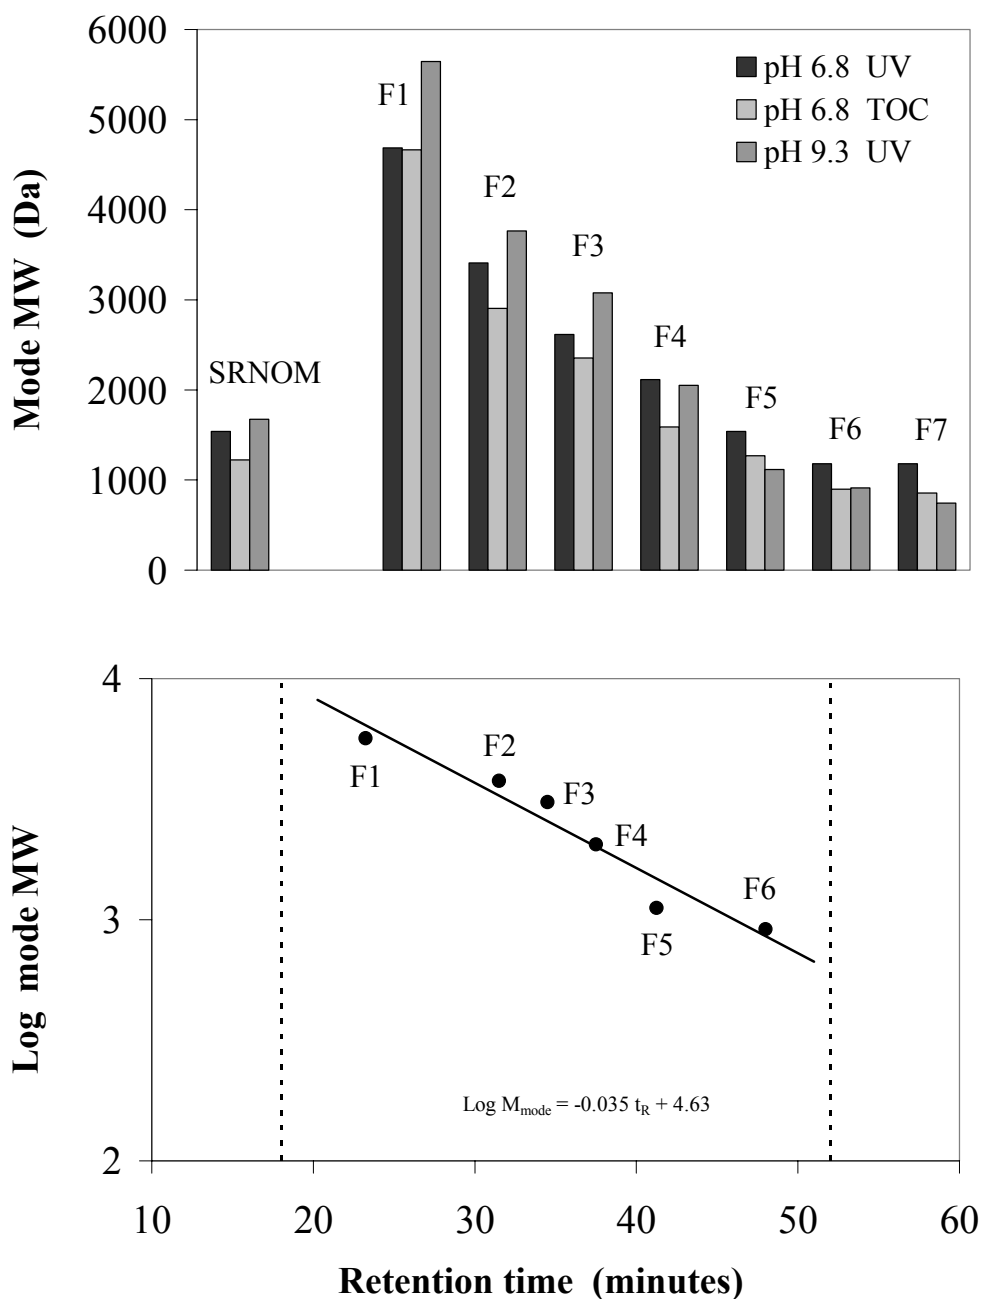 6000
5000
4000
3000
2000
1000
0
Mode MW (Da)
pH 6.8 UV
pH 6.8 TOC
pH 9.3 UV
SRNOM
F1
F2
F3
F4
F5
F6
F7
4
3
2
Log mode MW
F1
F2
F3
F4
F5
F6
Log M_mode = -0.035 t_R + 4.63
10 20 30 40 50 60
Retention time (minutes)